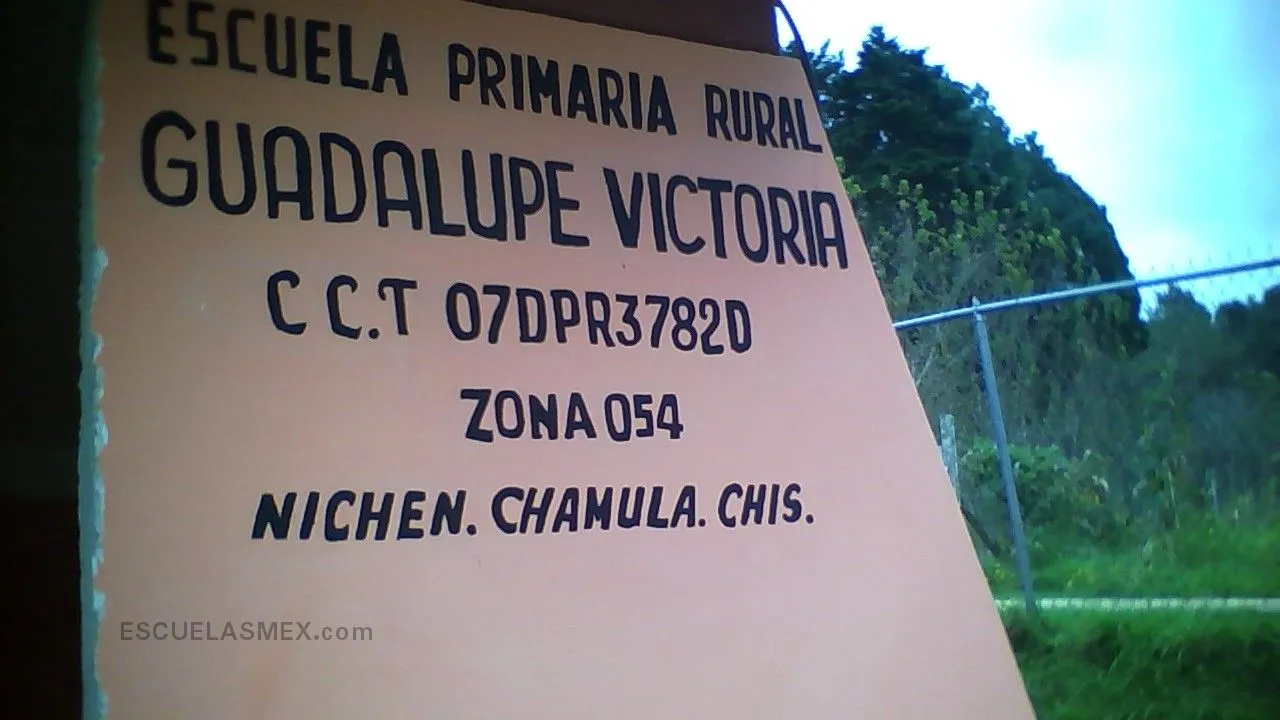 ESCUELA PRIMARIA RURAL
GUADALUPE VICTORIA
C C.T 07DPR3782D
ZONA 054
NICHEN. CHAMULA. CHIS.
ESCUELASMEX.com